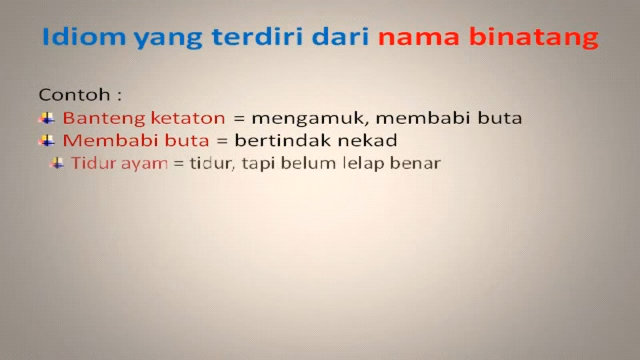 Idiom yang terdiri dari nama binatang
Contoh :
Banteng ketaton = mengamuk, membabi buta
Membabi buta = bertindak nekad
Tidur ayam = tidur, tapi belum lelap benar